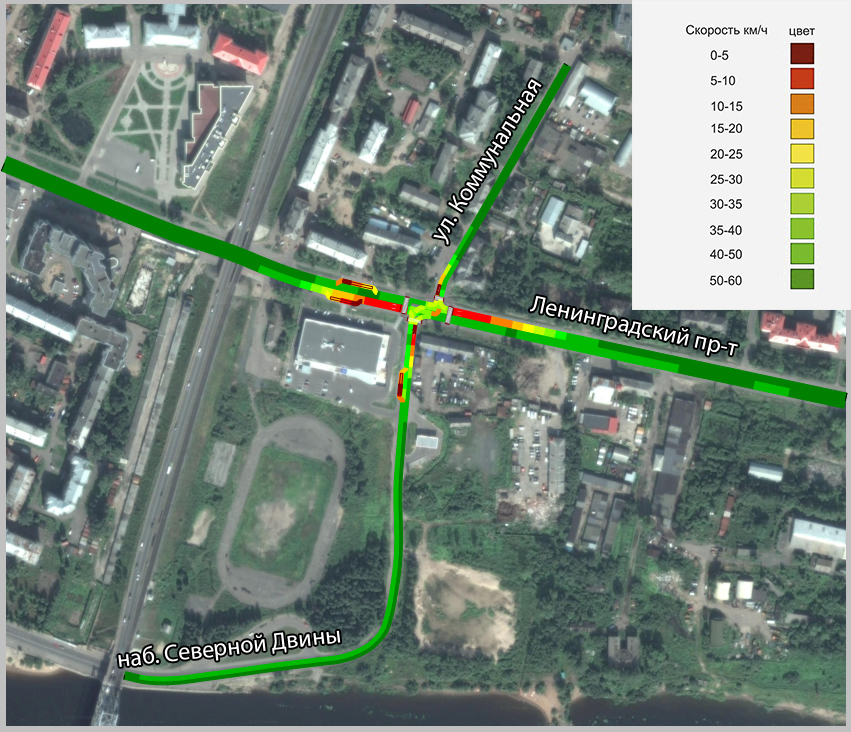 Скорость км/ч цвет
0-5
5-10
10-15
15-20
20-25
25-30
30-35
35-40
40-50
50-60
ул. Коммунальная
Ленинградский пр-т
наб. Северной Двины